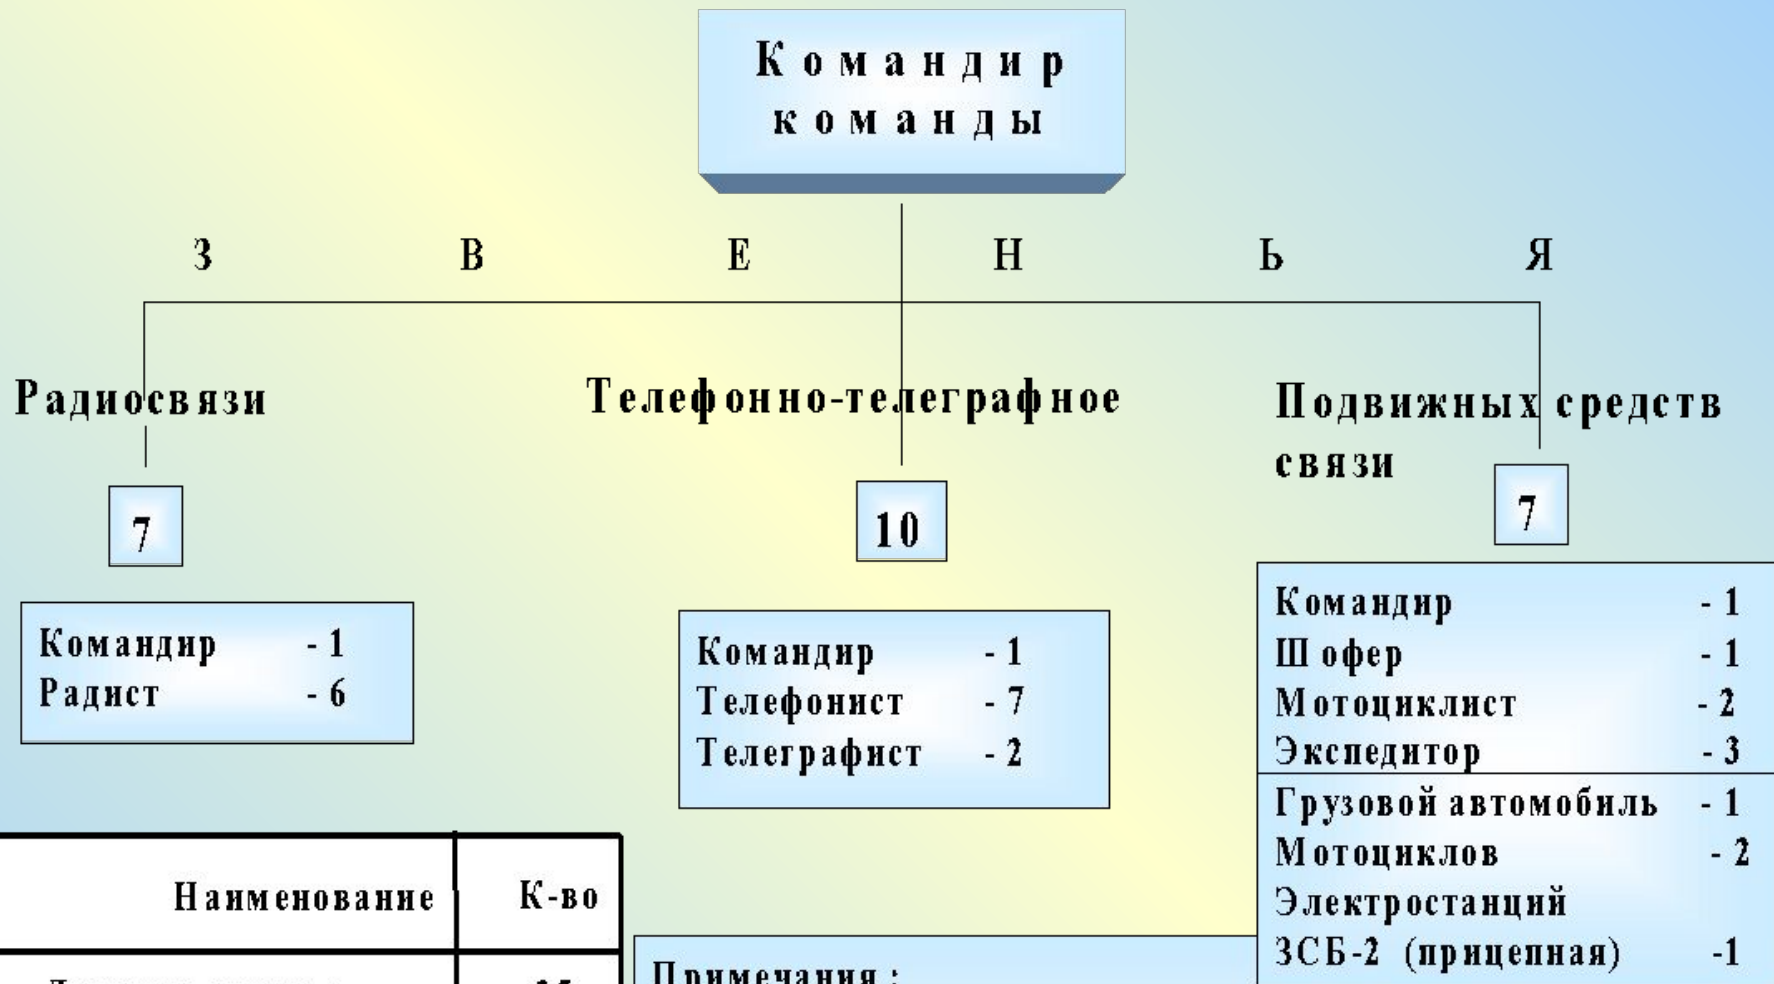 Командир
команды
ЗВЕНЬЯ
Радиосвязи
Телефонно-телеграфное
Подвижных средств
связи
7
10
7
Командир - 1
Радист - 6
Командир - 1
Телефонист - 7
Телеграфист - 2
Командир - 1
Шофер - 1
Мотоциклист - 2
Экспедитор - 3
Грузовой автомобиль - 1
Мотоциклов - 2
Электростанций
ЗСБ-2 (прицепная) -1
Наименование К-во
Примечания :